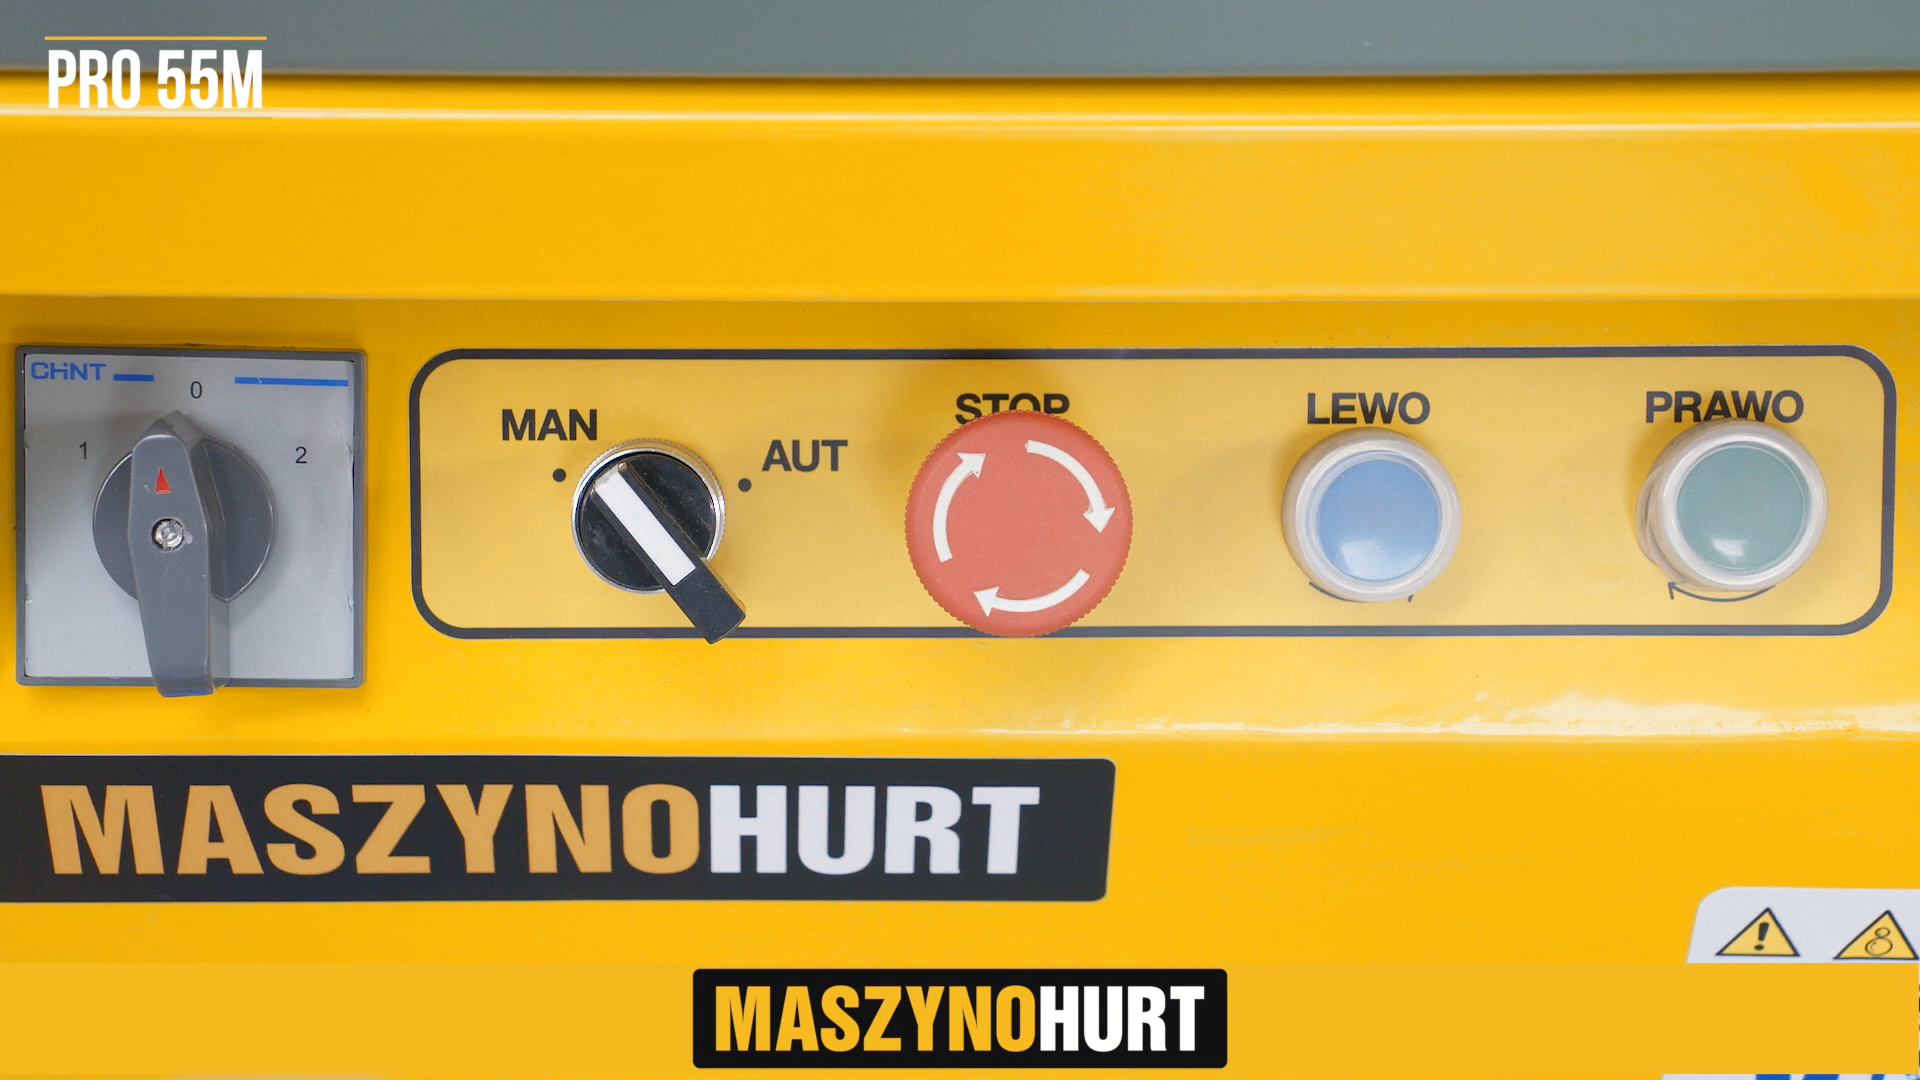 PRO 55M
CHNT
0
1
2
MAN
AUT
STOP
LEWO
PRAWO
MASZYNOHURT
MASZYNOHURT